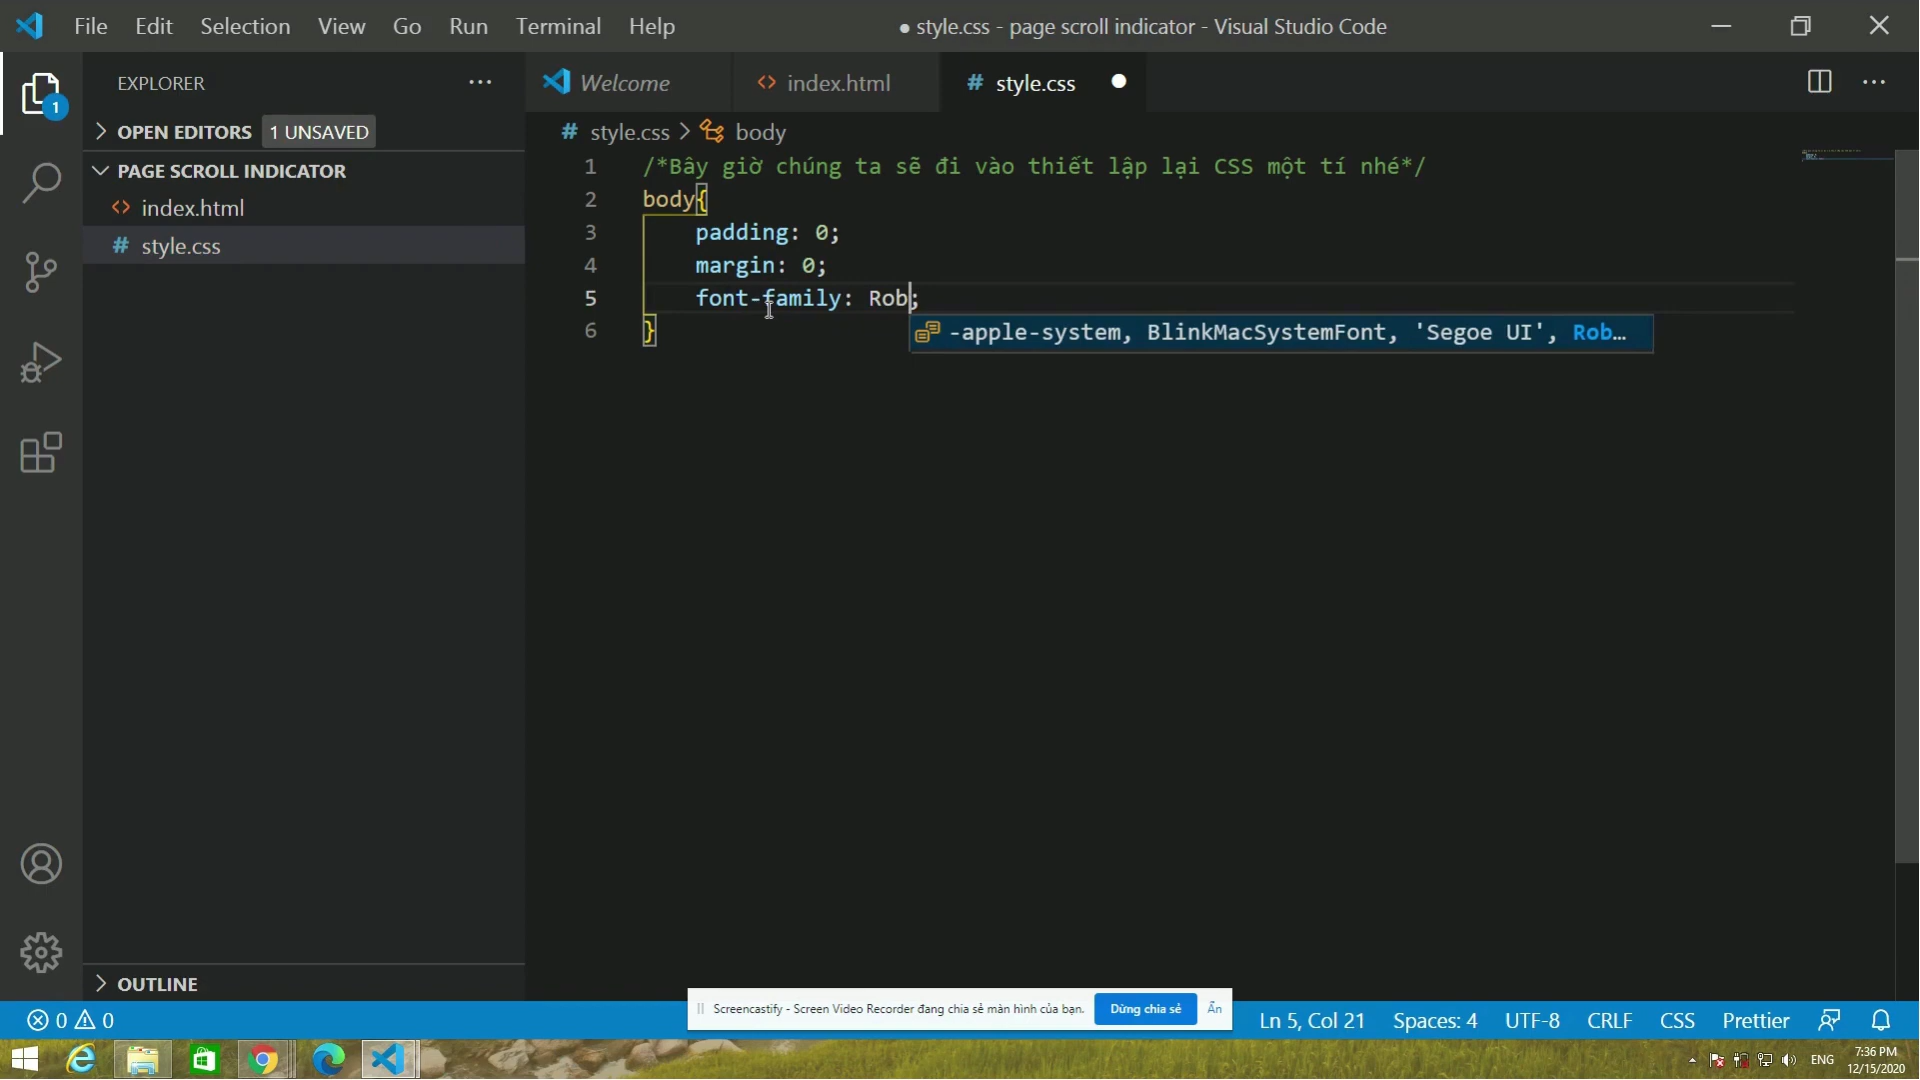 File Edit Selection View Go Run Terminal Help
● style.css - page scroll indicator - Visual Studio Code
EXPLORER
Welcome
index.html
style.css
1
OPEN EDITORS 1 UNSAVED
PAGE SCROLL INDICATOR
index.html
style.css
style.css > body
1 /*Bây giờ chúng ta sẽ đi vào thiết lập lại CSS một tí nhé*/
2 body{
3 padding: 0;
4 margin: 0;
5 font-family: Rob;
6 }
-apple-system, BlinkMacSystemFont, 'Segoe UI', Rob…
OUTLINE
Screencastify - Screen Video Recorder đang chia sẻ màn hình của bạn. Dừng chia sẻ Ẩn
0 0
Ln 5, Col 21 Spaces: 4 UTF-8 CRLF CSS Prettier
ENG
7:36 PM
12/15/2020